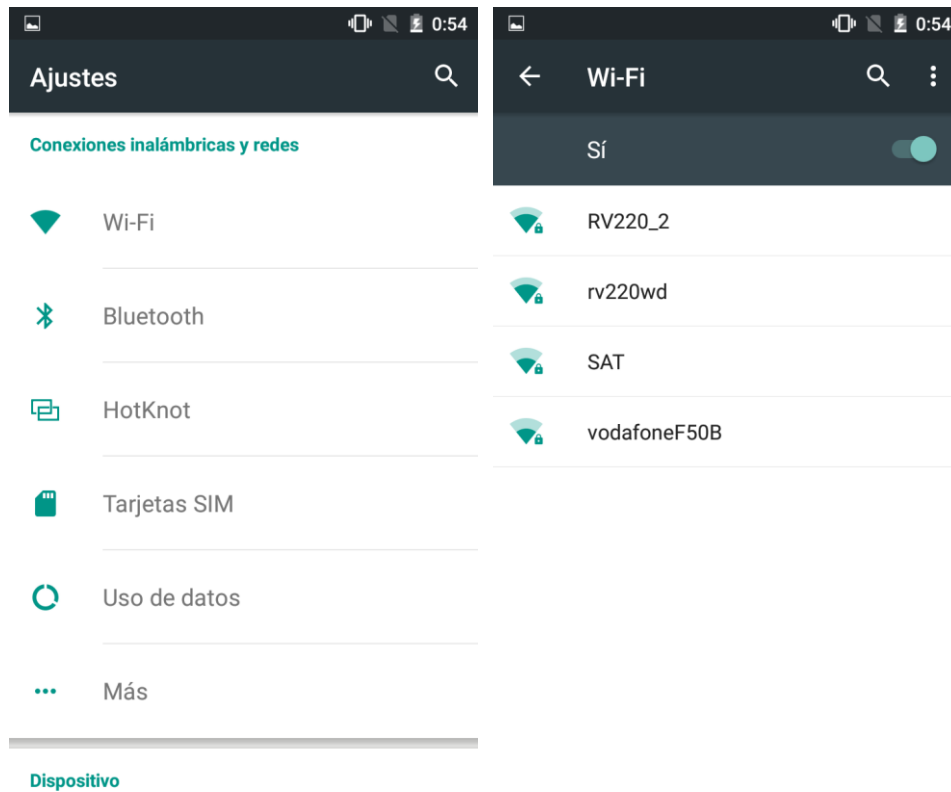 0:54
Ajustes
Conexiones inalámbricas y redes
Wi-Fi
Bluetooth
HotKnot
Tarjetas SIM
Uso de datos
Más
Dispositivo
0:54
Wi-Fi
Sí
RV220_2
rv220wd
SAT
vodafoneF50B